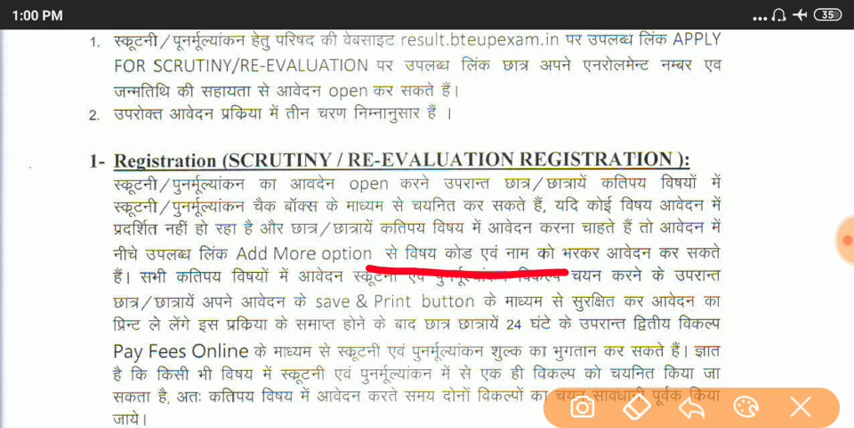 1:00 PM
35
1. स्कूटनी/पूनर्मूल्यांकन हेतु परिषद की वेबसाइट result.bteupexam.in पर उपलब्ध लिंक APPLY
FOR SCRUTINY/RE-EVALUATION पर उपलब्ध लिंक छात्र अपने एनरोलमेन्ट नम्बर एव
जन्मतिथि की सहायता से आवेदन open कर सकते हैं।
2. उपरोक्त आवेदन प्रक्रिया में तीन चरण निम्नानुसार हैं ।
1- Registration (SCRUTINY / RE-EVALUATION REGISTRATION ):
स्कूटनी/पुनर्मूल्यांकन का आवदेन open करने उपरान्त छात्र/छात्रायें कतिपय विषयों में
स्कूटनी/पुनर्मूल्यांकन चैक बॉक्स के माध्यम से चयनित कर सकते हैं, यदि कोई विषय आवेदन में
प्रदर्शित नहीं हो रहा है और छात्र/छात्रायें कतिपय विषय में आवेदन करना चाहते हैं तो आवेदन में
नीचे उपलब्ध लिंक Add More option से विषय कोड एवं नाम को भरकर आवेदन कर सकते
हैं। सभी कतिपय विषयों में आवेदन स्कूटनी एवं पुनर्मूल्यांकन विकल्प चयन करने के उपरान्त
छात्र/छात्रायें अपने आवेदन के save & Print button के माध्यम से सुरक्षित कर आवेदन का
प्रिन्ट ले लेंगे इस प्रक्रिया के समाप्त होने के बाद छात्र छात्रायें 24 घंटे के उपरान्त द्वितीय विकल्प
Pay Fees Online के माध्यम से स्कूटनी एवं पुनर्मूल्यांकन शुल्क का भुगतान कर सकते हैं। ज्ञात
है कि किसी भी विषय में स्कूटनी एवं पुनर्मूल्यांकन में से एक ही विकल्प को चयनित किया जा
सकता है, अतः कतिपय विषय में आवेदन करते समय दोनों विकल्पों का चयन सावधानी पूर्वक किया
जाये।